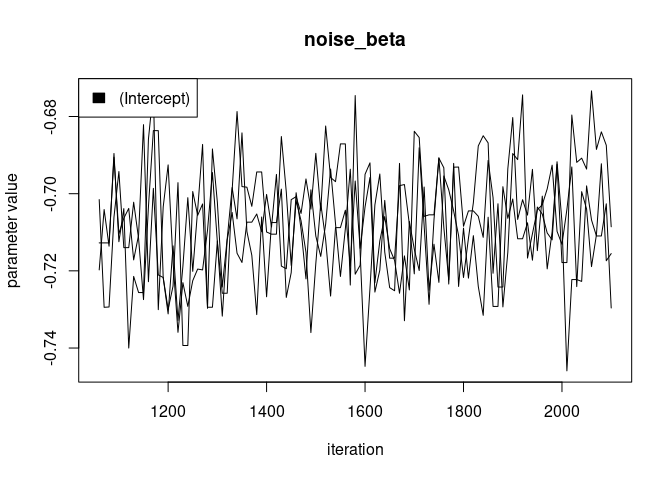 noise_beta
(Intercept)
-0.68
-0.70
-0.72
-0.74
parameter value
1200 1400 1600 1800 2000
iteration